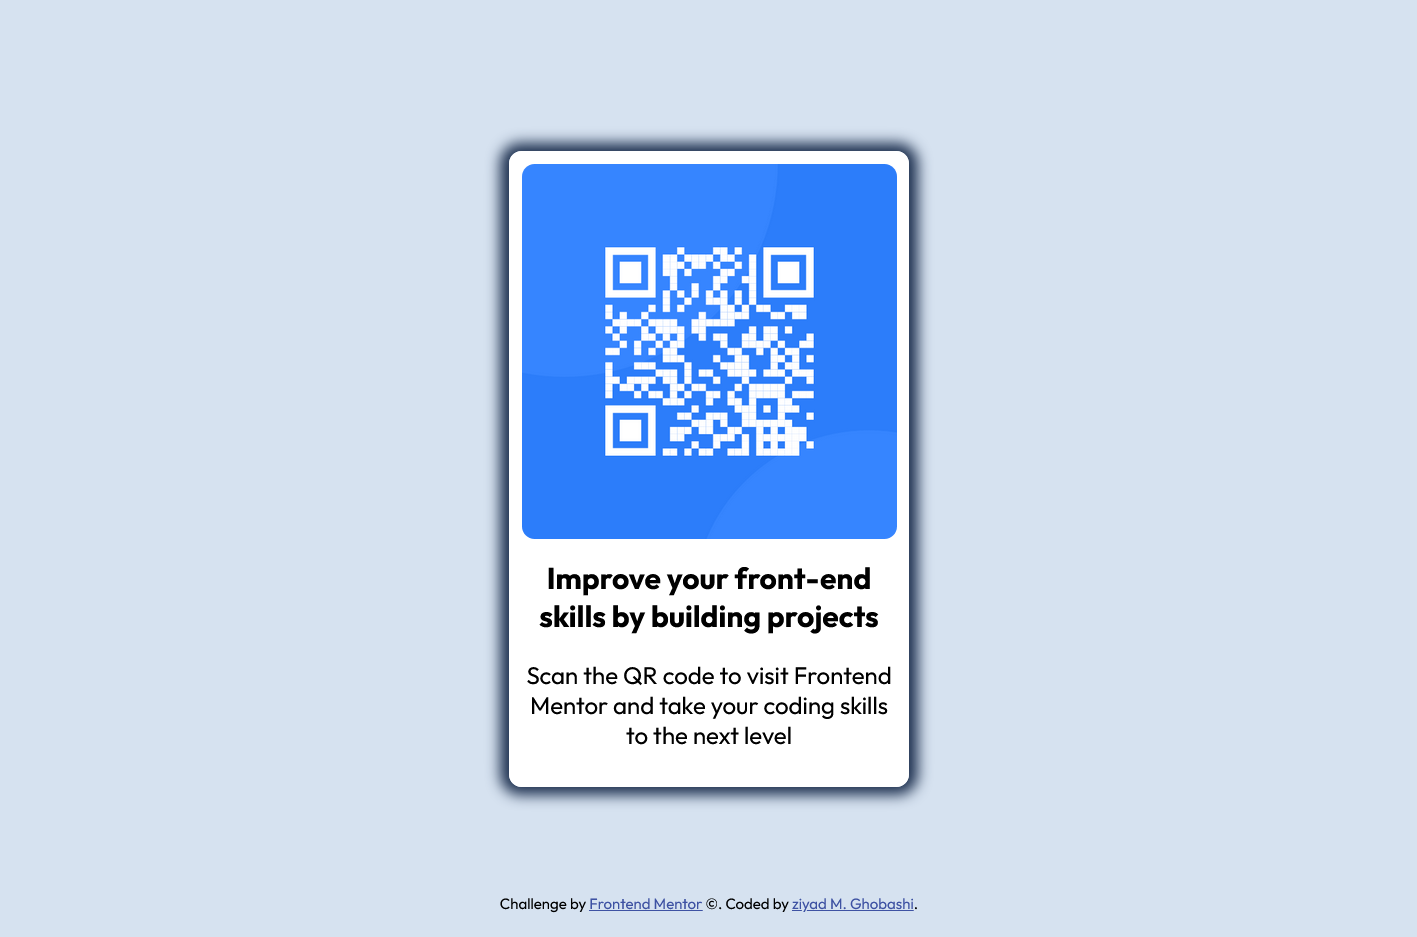 Improve your front-end
skills by building projects
Scan the QR code to visit Frontend
Mentor and take your coding skills
to the next level
Challenge by Frontend Mentor ©. Coded by ziyad M. Ghobashi.